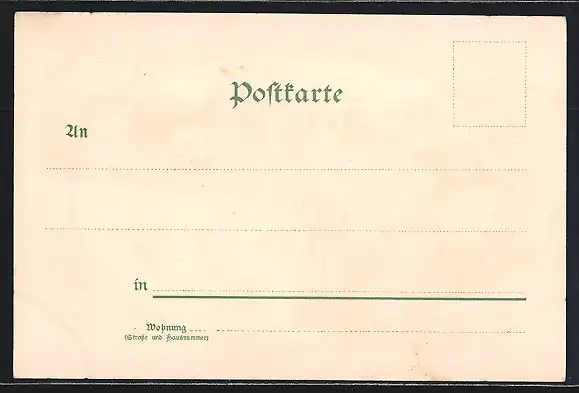 Postkarte
An
in
Wohnung
(Straße und Hausnummer)